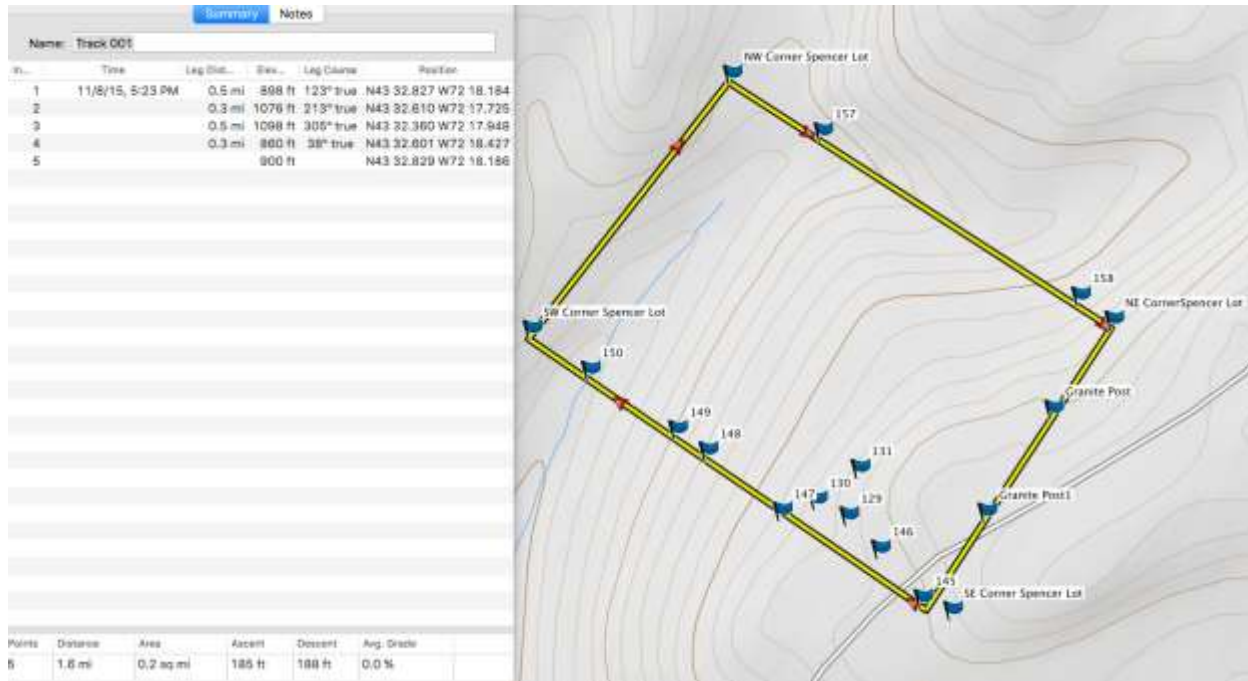 Summary Notes
Name: Track 001
In... Time Leg Dist... Elev... Leg Course Position
1 11/8/15, 5:23 PM 0.5 mi 898 ft 123° true N43 32.827 W72 18.184
2 0.3 mi 1076 ft 213° true N43 32.610 W72 17.725
3 0.5 mi 1098 ft 305° true N43 32.360 W72 17.948
4 0.3 mi 860 ft 38° true N43 32.601 W72 18.427
5 900 ft N43 32.829 W72 18.186
Points Distance Area Ascent Descent Avg. Grade
5 1.6 mi 0.2 sq mi 185 ft 188 ft 0.0 %
NW Corner Spencer Lot
157
158
NE CornerSpencer Lot
SW Corner Spencer Lot
150
Granite Post
149
148
131
147
130
129
Granite Post1
146
145
SE Corner Spencer Lot